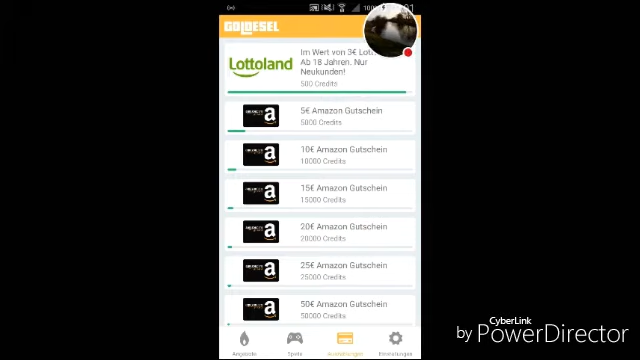 GOLDESEL
Im Wert von 3€
Ab 18 Jahren. Nur
Neukunden!
Lottoland
500 Credits
5€ Amazon Gutschein
5000 Credits
10€ Amazon Gutschein
10000 Credits
15€ Amazon Gutschein
15000 Credits
20€ Amazon Gutschein
20000 Credits
25€ Amazon Gutschein
25000 Credits
50€ Amazon Gutschein
50000 Credits
Angebote Spiele Auszahlungen Einstellungen
CyberLink
by PowerDirector